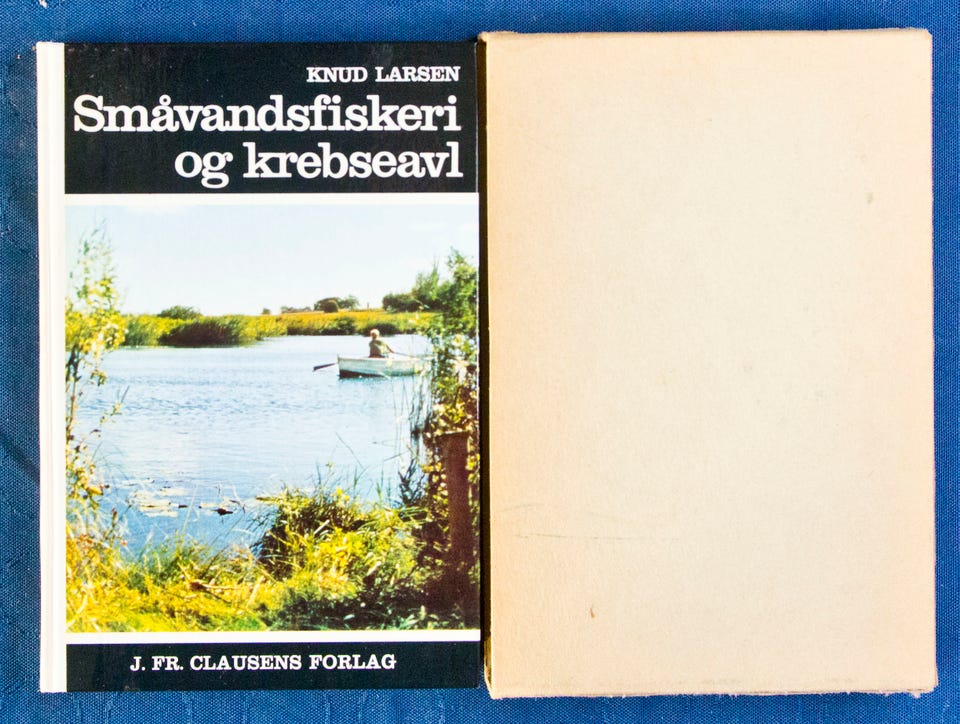 KNUD LARSEN
Småvandsfiskeri
og krebseavl
J. FR. CLAUSENS FORLAG